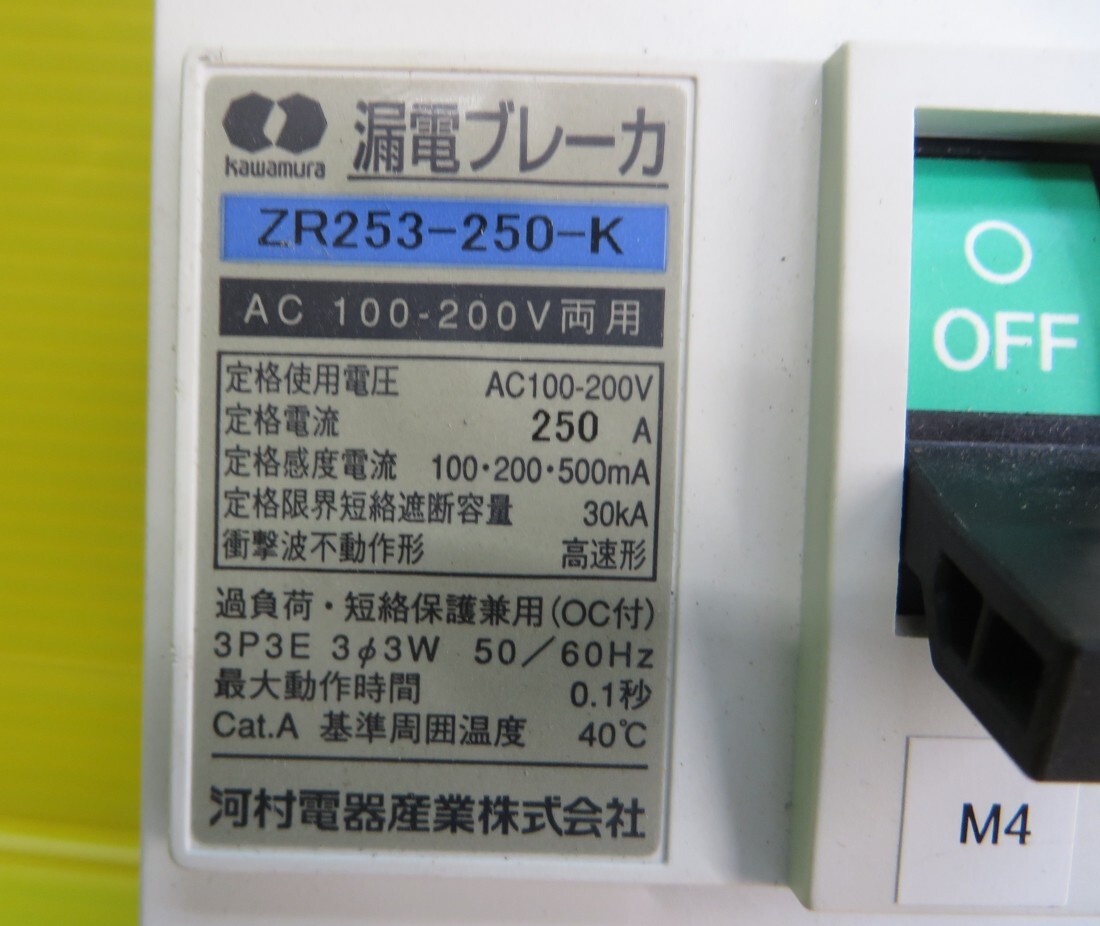 kawamura
漏電ブレーカ
ZR253-250-K
AC 100-200V両用
定格使用電圧 AC100-200V
定格電流 250 A
定格感度電流 100・200・500mA
定格限界短絡遮断容量 30kA
衝撃波不動作形 高速形
過負荷・短絡保護兼用(OC付)
3P3E 3φ3W 50/60Hz
最大動作時間 0.1秒
Cat.A 基準周囲温度 40℃
河村電器産業株式会社
OFF
M4